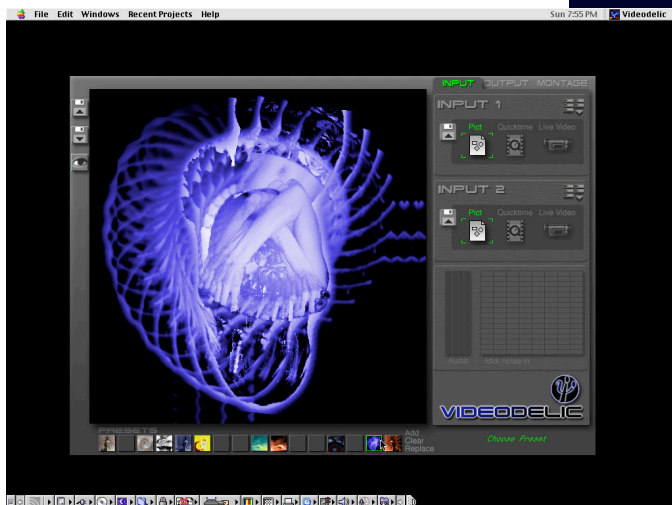 File Edit Windows Recent Projects Help
Sun 7:55 PM Videodelic
INPUT OUTPUT MONTAGE
INPUT 1
Pict Quicktime Live Video
INPUT 2
Pict Quicktime Live Video
Audio Midi notes in
VIDEODELIC
PRESETS
Add
Clear
Replace
Choose Preset